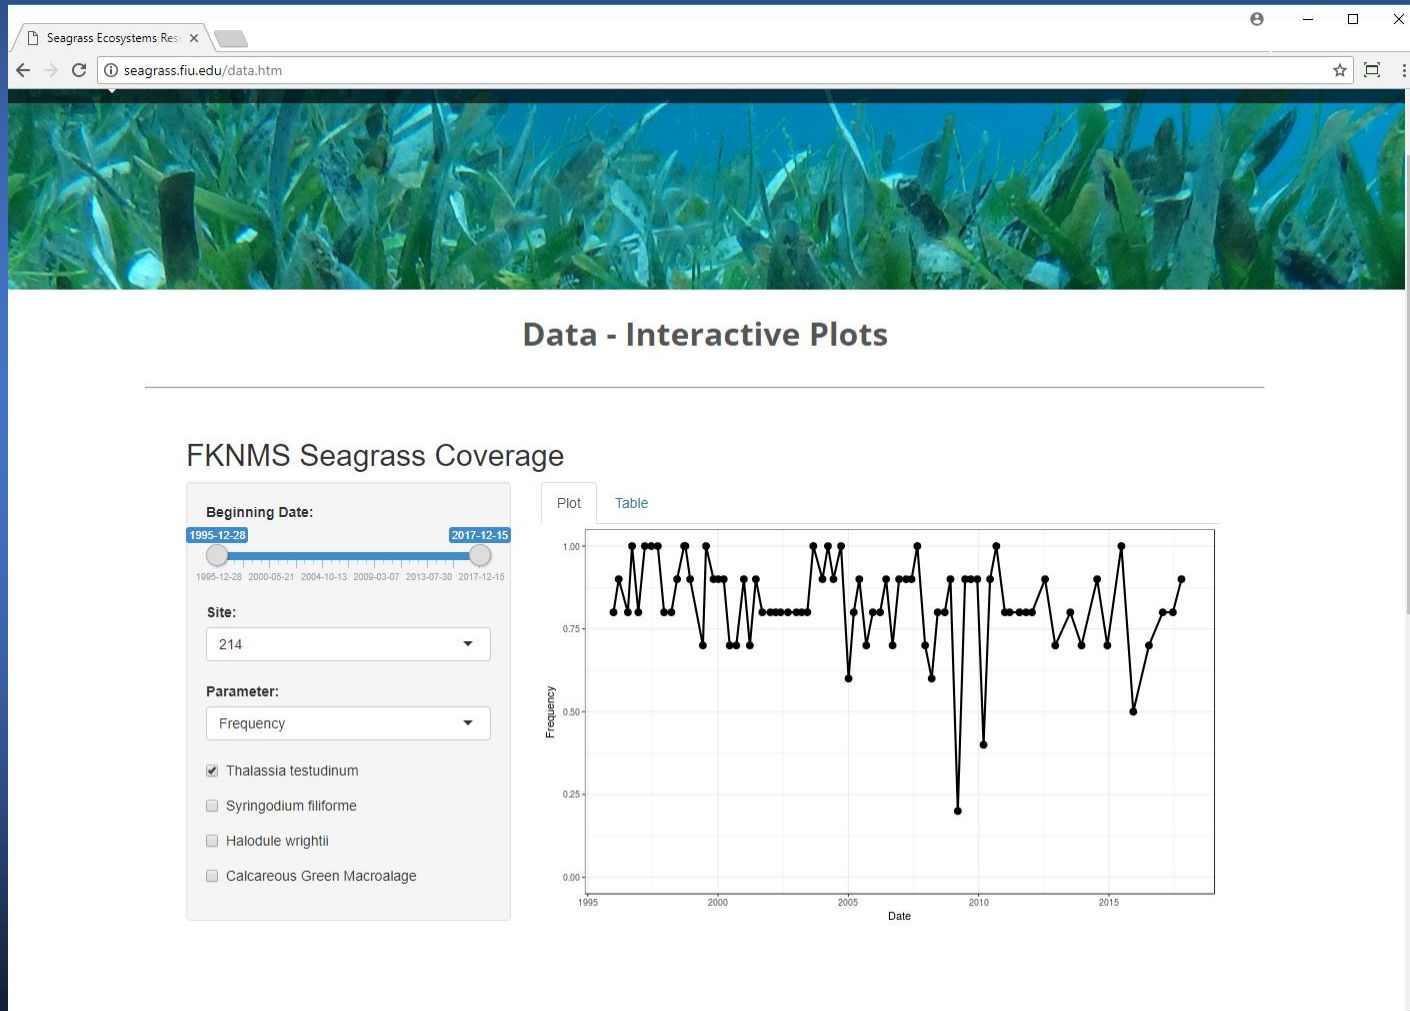 Seagrass Ecosystems Res
seagrass.fiu.edu/data.htm
Data - Interactive Plots
FKNMS Seagrass Coverage
Beginning Date:
1995-12-28 2017-12-15
1995-12-28 2000-05-21 2004-10-13 2009-03-07 2013-07-30 2017-12-15
Site:
214
Parameter:
Frequency
Thalassia testudinum
Syringodium filiforme
Halodule wrightii
Calcareous Green Macroalage
Plot Table
1.00
0.75
0.50
0.25
0.00
Frequency
1995 2000 2005 2010 2015
Date